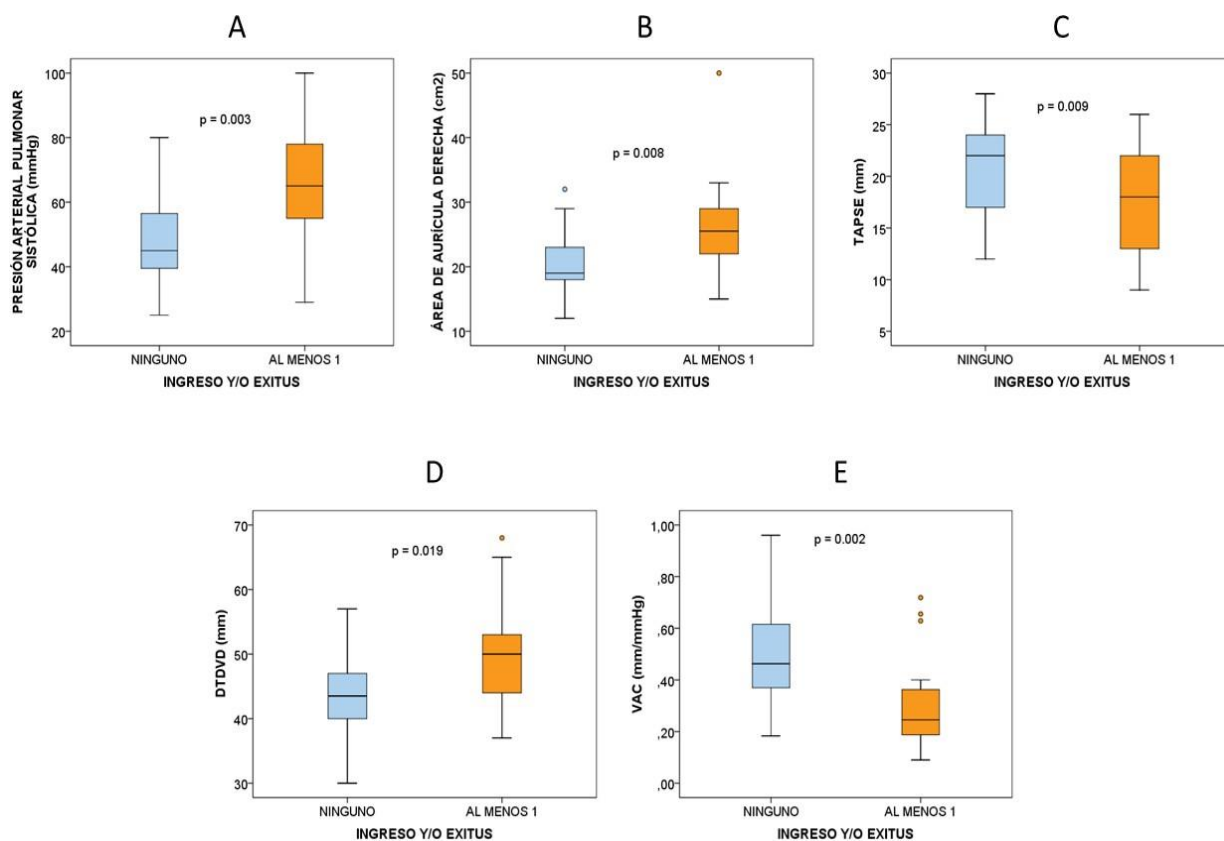 A
PRESIÓN ARTERIAL PULMONAR
SISTÓLICA (mmHg)
100
80
60
40
20
p = 0.003
NINGUNO
AL MENOS 1
INGRESO Y/O EXITUS
B
ÁREA DE AURÍCULA DERECHA (cm2)
50
40
30
20
10
p = 0.008
NINGUNO
AL MENOS 1
INGRESO Y/O EXITUS
C
TAPSE (mm)
30
25
20
15
10
5
p = 0.009
NINGUNO
AL MENOS 1
INGRESO Y/O EXITUS
D
DTDVD (mm)
70
60
50
40
30
p = 0.019
NINGUNO
AL MENOS 1
INGRESO Y/O EXITUS
E
VAC (mm/mmHg)
1,00
,80
,60
,40
,20
,00
p = 0.002
NINGUNO
AL MENOS 1
INGRESO Y/O EXITUS